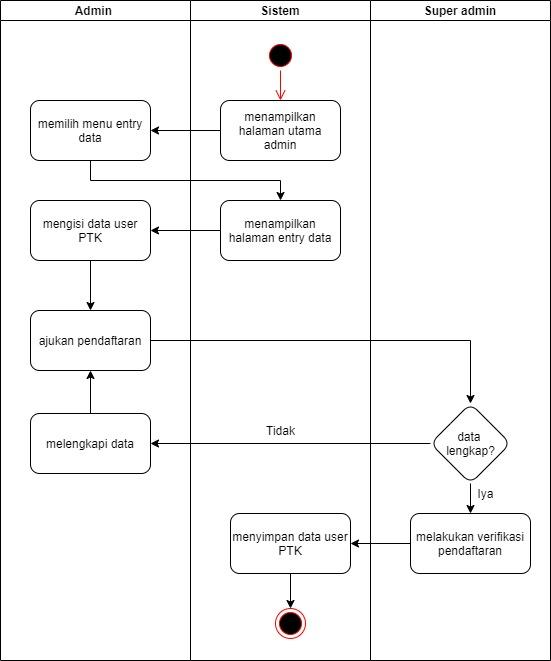 Admin
Sistem
Super admin
menampilkan
halaman utama
admin
memilih menu entry
data
menampilkan
halaman entry data
mengisi data user
PTK
ajukan pendaftaran
data
lengkap?
Tidak
melengkapi data
Iya
melakukan verifikasi
pendaftaran
menyimpan data user
PTK